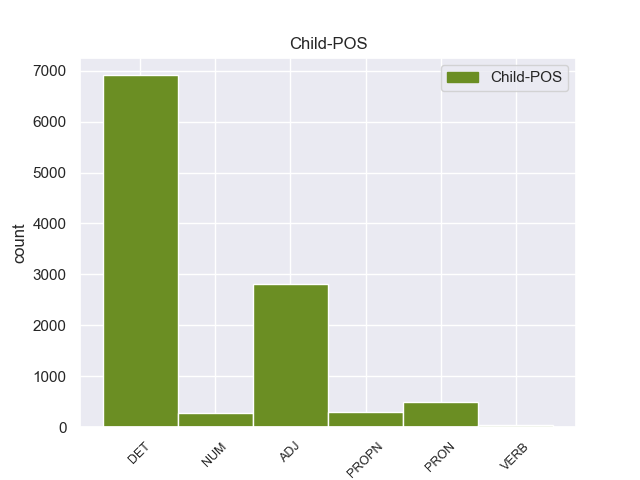 Child-POS
Child-POS
7000
6000
5000
4000
3000
2000
1000
0
count
DET
NUM
ADJ
PROPN
PRON
VERB